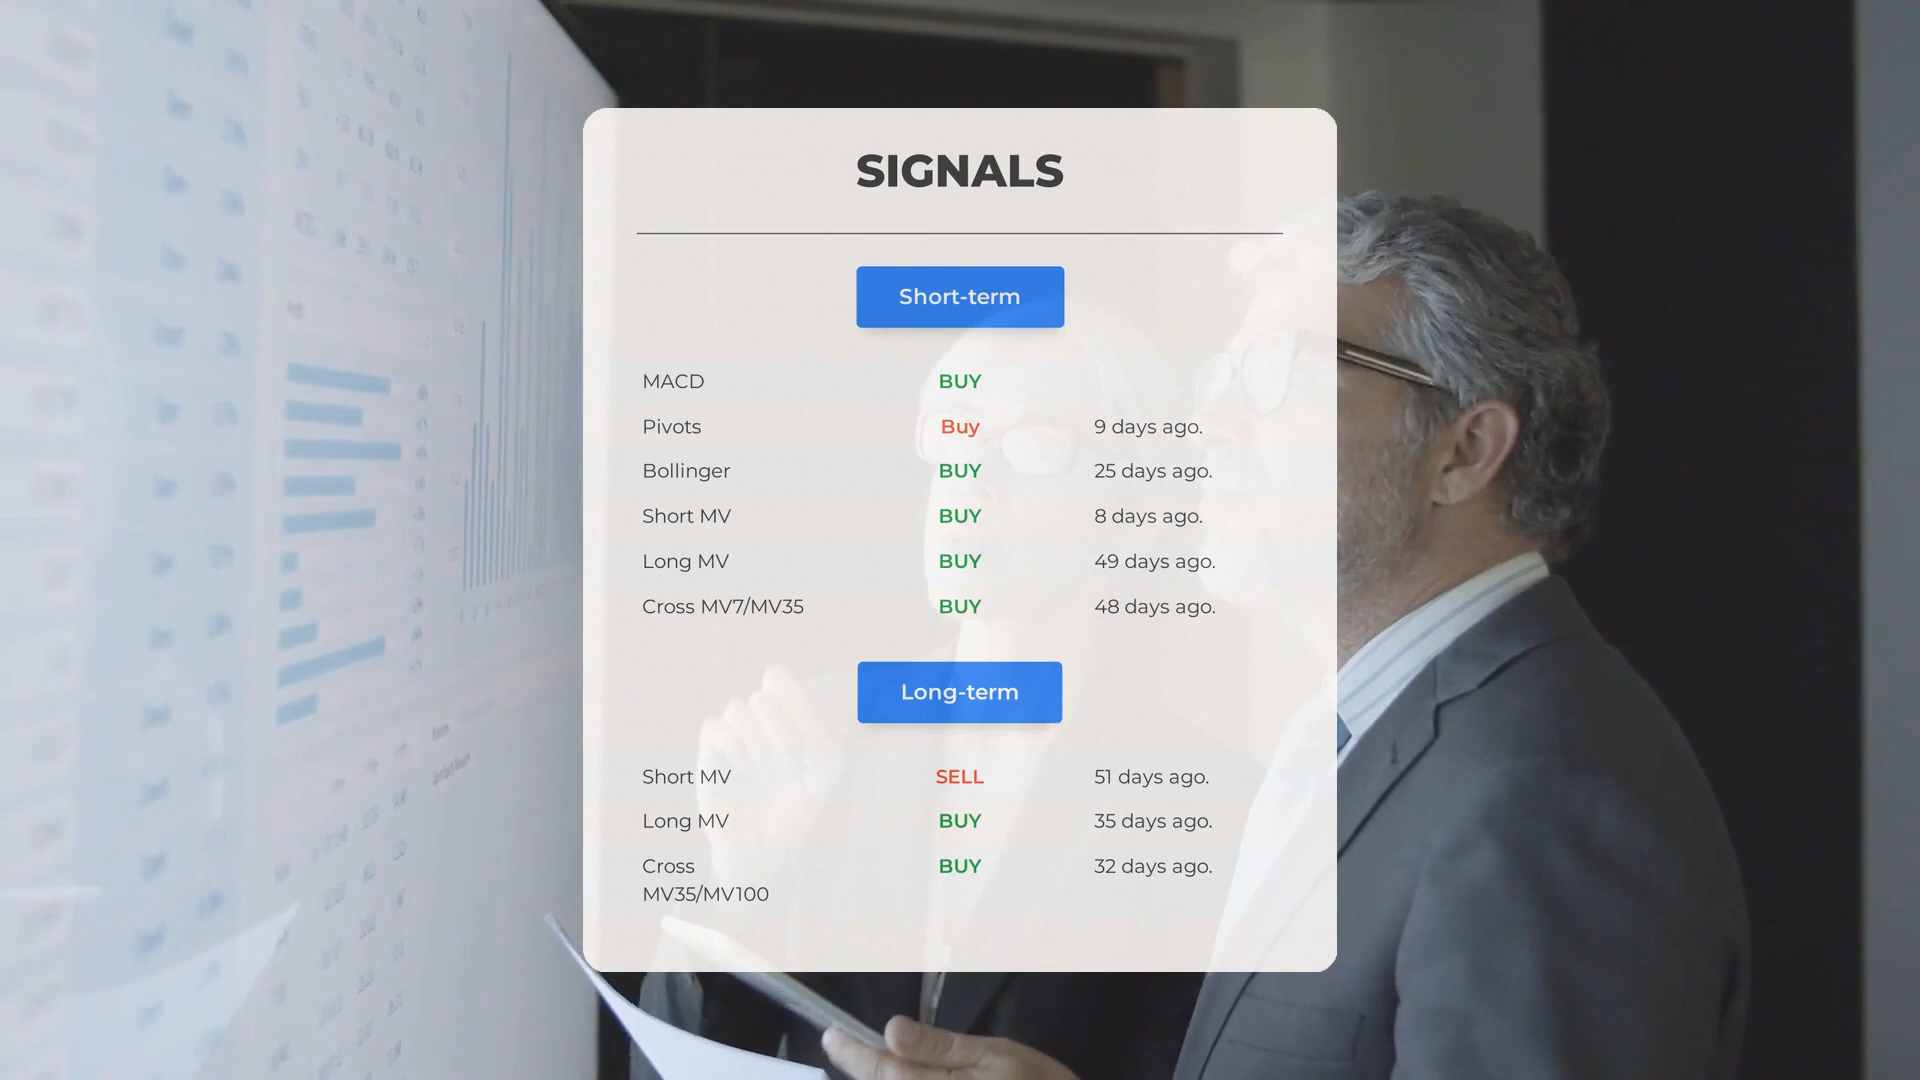 SIGNALS
Short-term
MACD BUY
Pivots Buy 9 days ago.
Bollinger BUY 25 days ago.
Short MV BUY 8 days ago.
Long MV BUY 49 days ago.
Cross MV7/MV35 BUY 48 days ago.
Long-term
Short MV SELL 51 days ago.
Long MV BUY 35 days ago.
Cross BUY 32 days ago.
MV35/MV100